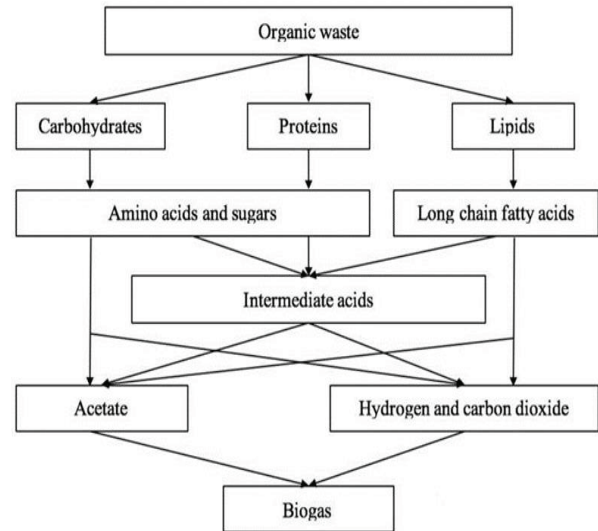 Organic waste
Carbohydrates
Proteins
Lipids
Amino acids and sugars
Long chain fatty acids
Intermediate acids
Acetate
Hydrogen and carbon dioxide
Biogas